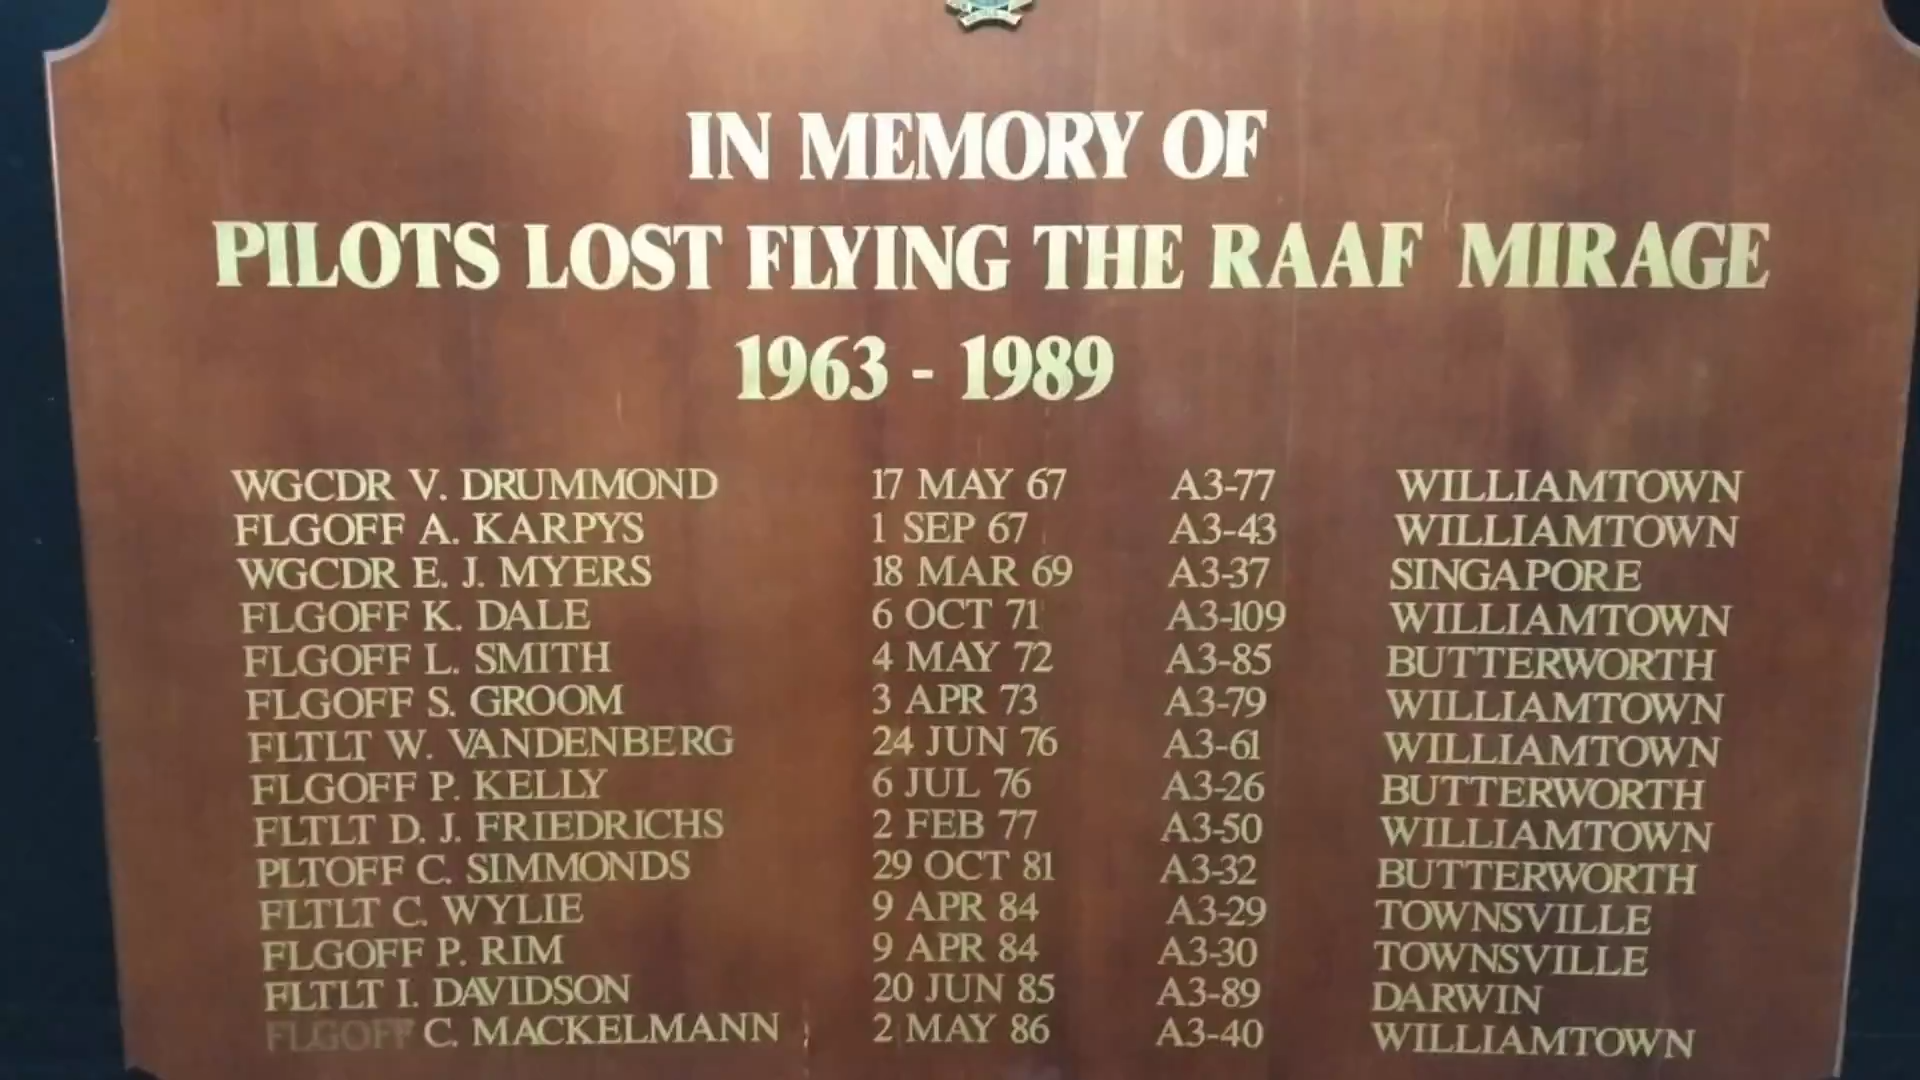 IN MEMORY OF
PILOTS LOST FLYING THE RAAF MIRAGE
1963 - 1989
WGCDR V. DRUMMOND 17 MAY 67 A3-77 WILLIAMTOWN
FLGOFF A. KARPYS 1 SEP 67 A3-43 WILLIAMTOWN
WGCDR E. J. MYERS 18 MAR 69 A3-37 SINGAPORE
FLGOFF K. DALE 6 OCT 71 A3-109 WILLIAMTOWN
FLGOFF L. SMITH 4 MAY 72 A3-85 BUTTERWORTH
FLGOFF S. GROOM 3 APR 73 A3-79 WILLIAMTOWN
FLTLT W. VANDENBERG 24 JUN 76 A3-61 WILLIAMTOWN
FLGOFF P. KELLY 6 JUL 76 A3-26 BUTTERWORTH
FLTLT D. J. FRIEDRICHS 2 FEB 77 A3-50 WILLIAMTOWN
PLTOFF C. SIMMONDS 29 OCT 81 A3-32 BUTTERWORTH
FLTLT C. WYLIE 9 APR 84 A3-29 TOWNSVILLE
FLGOFF P. RIM 9 APR 84 A3-30 TOWNSVILLE
FLTLT I. DAVIDSON 20 JUN 85 A3-89 DARWIN
FLGOFF C. MACKELMANN 2 MAY 86 A3-40 WILLIAMTOWN